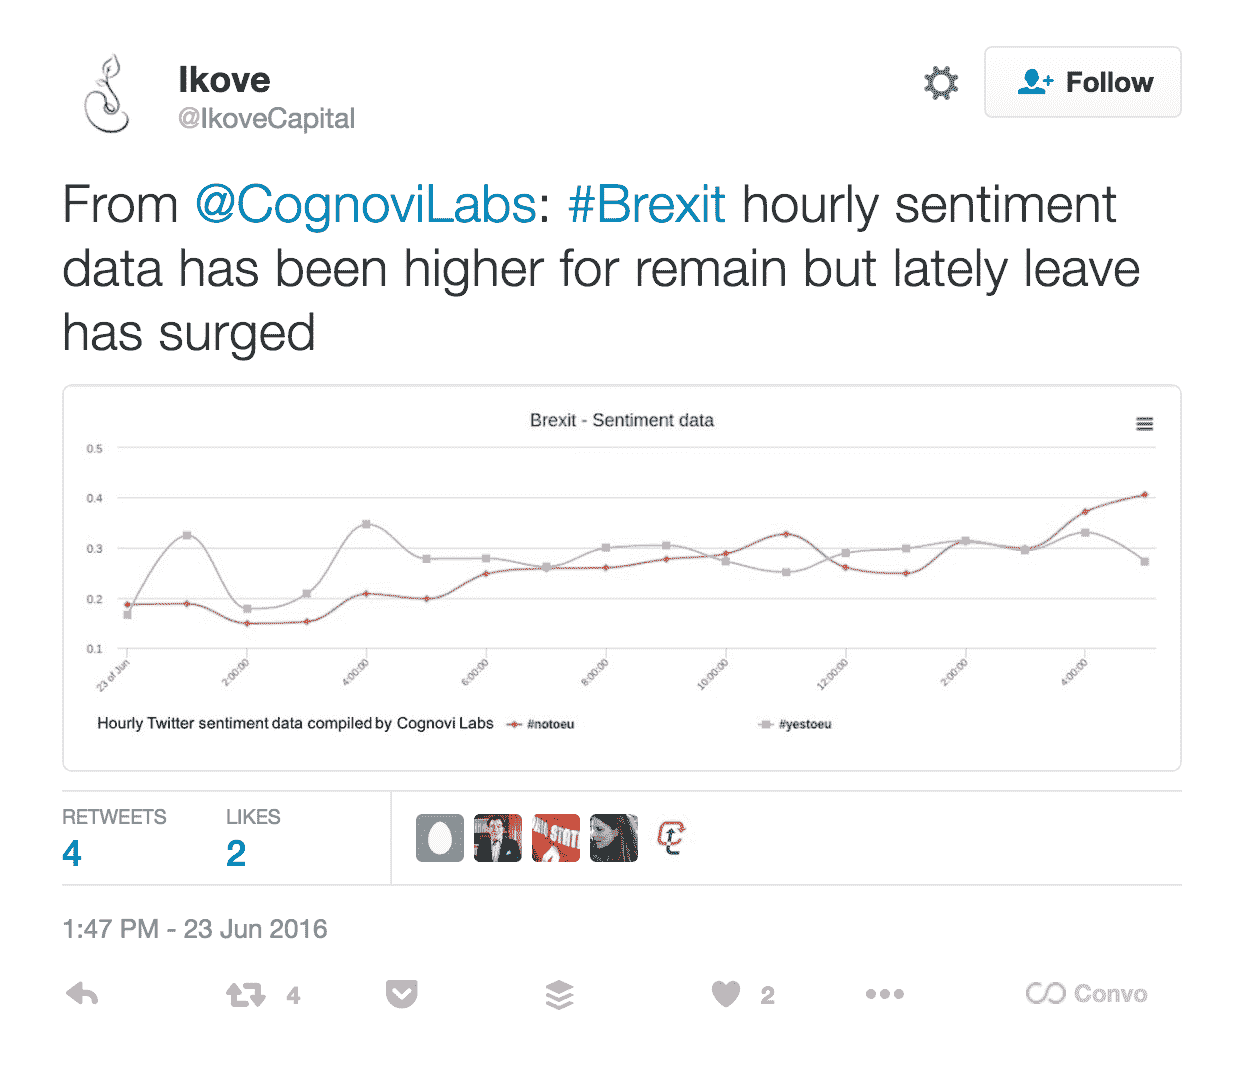 Ikove
@IkoveCapital
Follow
From @CognoviLabs: #Brexit hourly sentiment
data has been higher for remain but lately leave
has surged
Brexit - Sentiment data
0.5
0.4
0.3
0.2
0.1
23 of Jun
2:00:00
4:00:00
6:00:00
8:00:00
10:00:00
12:00:00
2:00:00
4:00:00
Hourly Twitter sentiment data compiled by Cognovi Labs
#notoeu
#yestoeu
RETWEETS
4
LIKES
2
1:47 PM - 23 Jun 2016
4
2
Convo